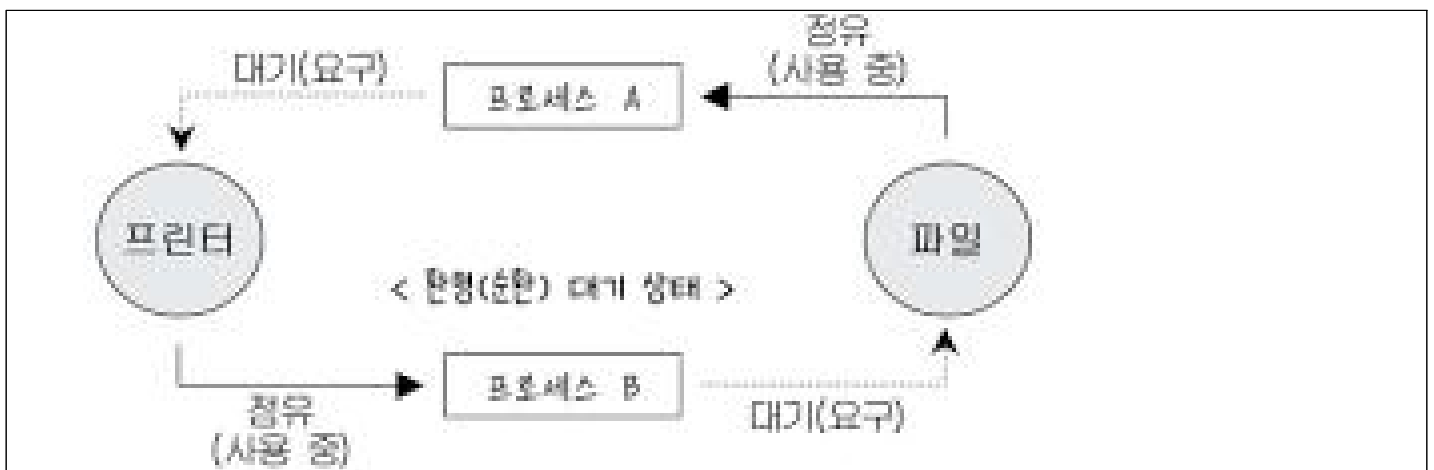 점유
(사용 중)
대기(요구)
프로세스 A
프린터
파일
< 환형(순환) 대기 상태 >
프로세스 B
점유
(사용 중)
대기(요구)